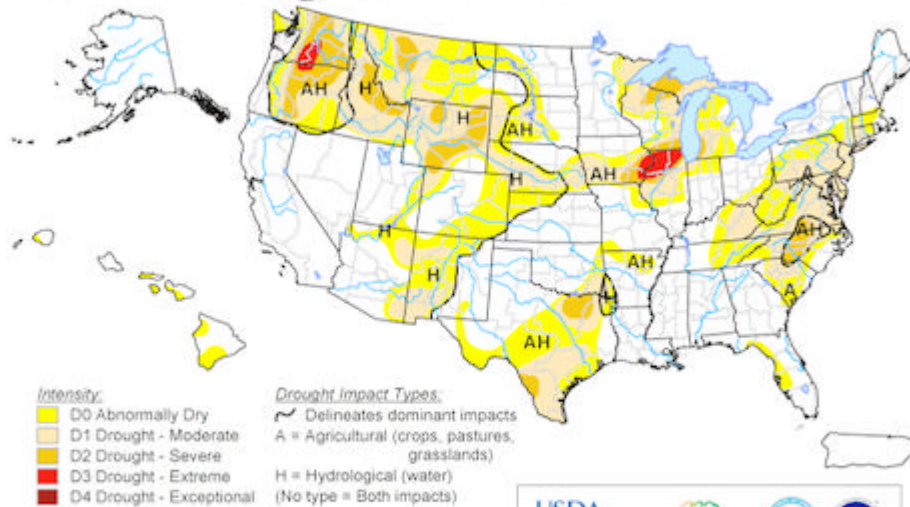 AH
H
H
AH
H
AH
H
H
AH
H
AH
A
AH
A
Intensity:
D0 Abnormally Dry
D1 Drought - Moderate
D2 Drought - Severe
D3 Drought - Extreme
D4 Drought - Exceptional
Drought Impact Types:
Delineates dominant impacts
A = Agricultural (crops, pastures,
grasslands)
H = Hydrological (water)
(No type = Both impacts)
USDA